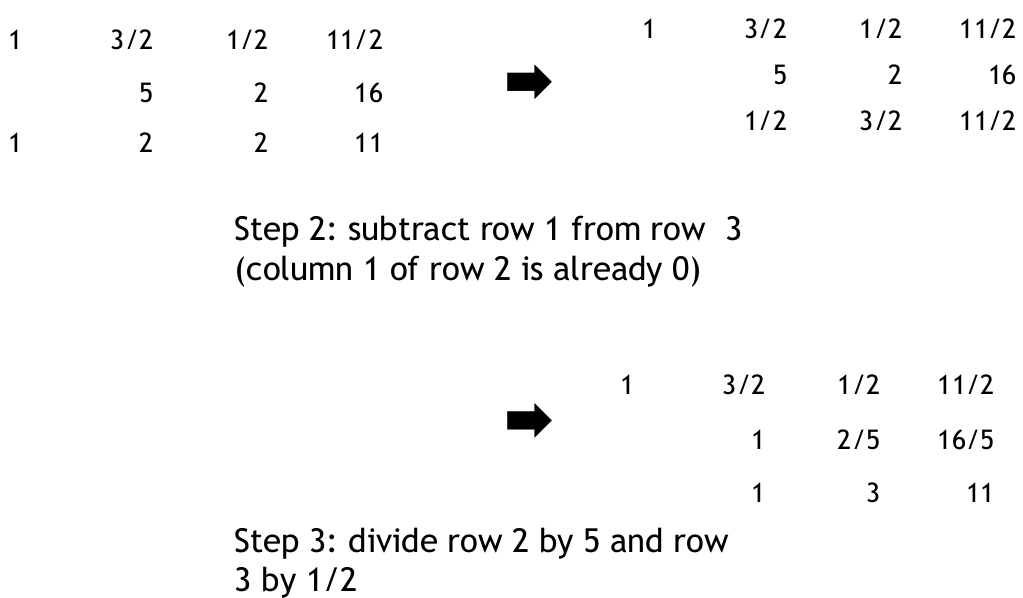 1 3/2 1/2 11/2
5 2 16
1 2 2 11
1 3/2 1/2 11/2
5 2 16
1/2 3/2 11/2
Step 2: subtract row 1 from row 3
(column 1 of row 2 is already 0)
1 3/2 1/2 11/2
1 2/5 16/5
1 3 11
Step 3: divide row 2 by 5 and row
3 by 1/2